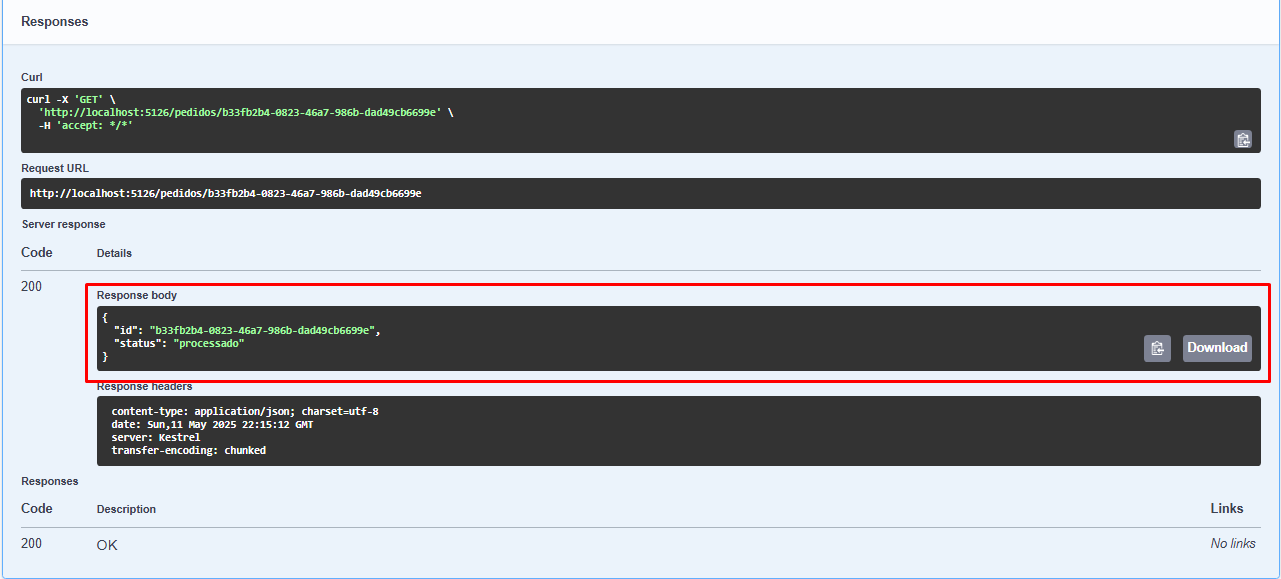 Responses
Curl
curl -X 'GET' \
'http://localhost:5126/pedidos/b33fb2b4-0823-46a7-986b-dad49cb6699e' \
-H 'accept: */*'
Request URL
http://localhost:5126/pedidos/b33fb2b4-0823-46a7-986b-dad49cb6699e
Server response
Code Details
200
Response body
{
"id": "b33fb2b4-0823-46a7-986b-dad49cb6699e",
"status": "processado"
}
Download
Response headers
content-type: application/json; charset=utf-8
date: Sun,11 May 2025 22:15:12 GMT
server: Kestrel
transfer-encoding: chunked
Responses
Code Description Links
200 OK No links